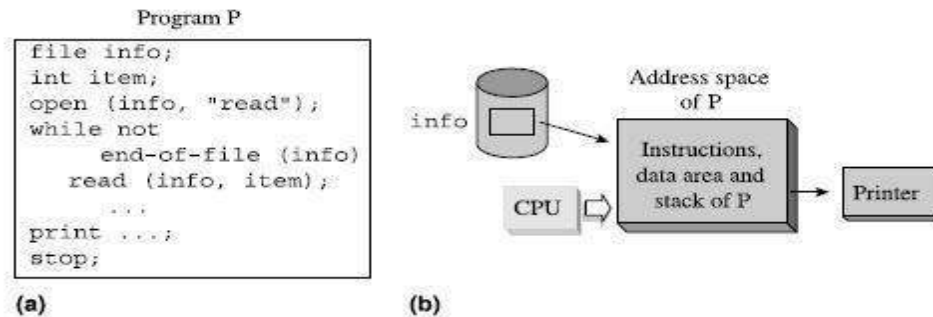 Program P
file info;
int item;
open (info, "read");
while not
end-of-file (info)
read (info, item);
...
print ...;
stop;
(a)
Address space
of P
info
Instructions,
data area and
stack of P
CPU
Printer
(b)